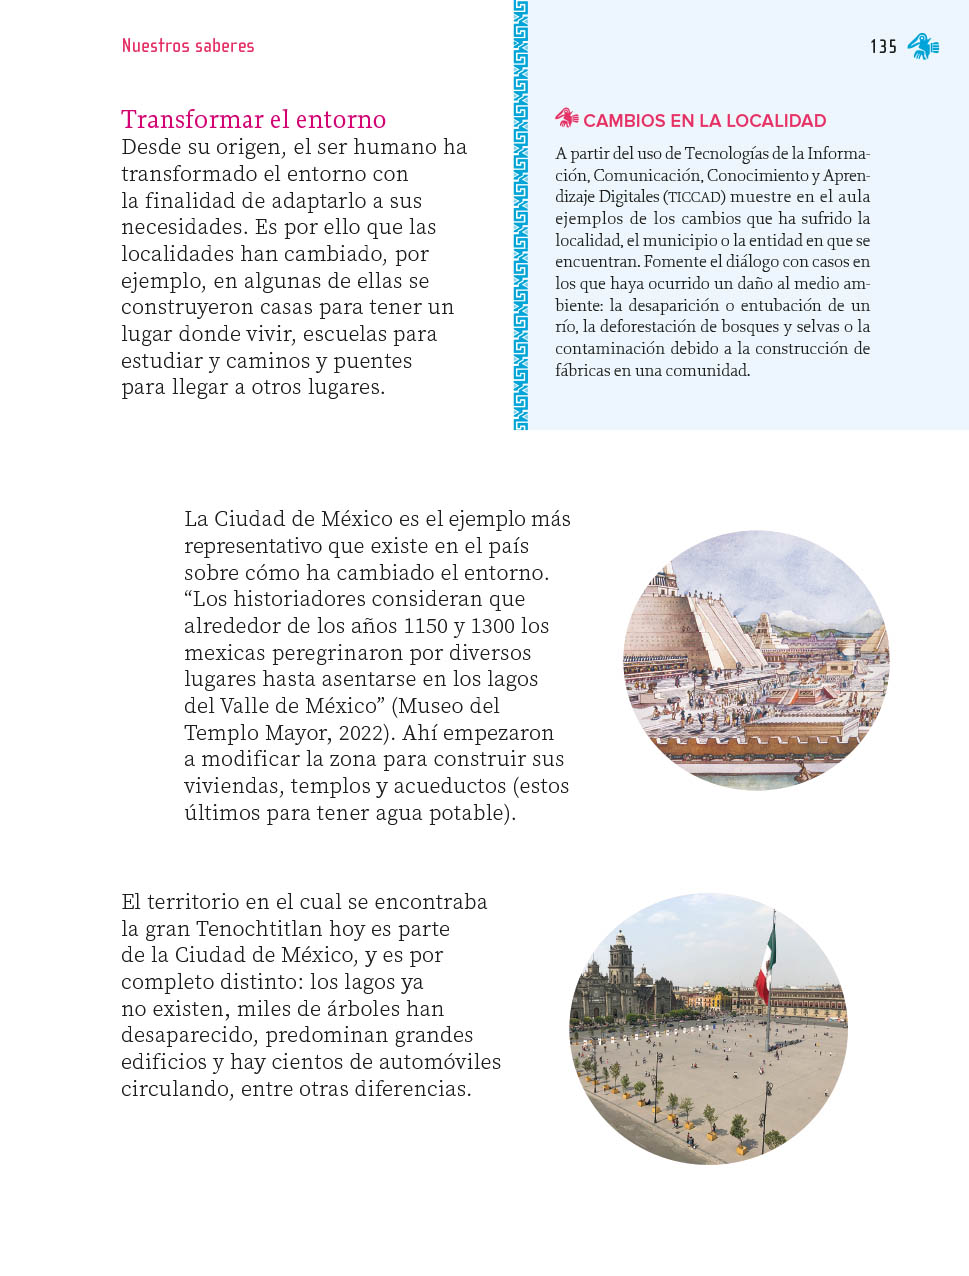 Nuestros saberes
135
Transformar el entorno
Desde su origen, el ser humano ha
transformado el entorno con
la finalidad de adaptarlo a sus
necesidades. Es por ello que las
localidades han cambiado, por
ejemplo, en algunas de ellas se
construyeron casas para tener un
lugar donde vivir, escuelas para
estudiar y caminos y puentes
para llegar a otros lugares.
CAMBIOS EN LA LOCALIDAD
A partir del uso de Tecnologías de la Informa-
ción, Comunicación, Conocimiento y Apren-
dizaje Digitales (TICCAD) muestre en el aula
ejemplos de los cambios que ha sufrido la
localidad, el municipio o la entidad en que se
encuentran. Fomente el diálogo con casos en
los que haya ocurrido un daño al medio am-
biente: la desaparición o entubación de un
río, la deforestación de bosques y selvas o la
contaminación debido a la construcción de
fábricas en una comunidad.
La Ciudad de México es el ejemplo más
representativo que existe en el país
sobre cómo ha cambiado el entorno.
“Los historiadores consideran que
alrededor de los años 1150 y 1300 los
mexicas peregrinaron por diversos
lugares hasta asentarse en los lagos
del Valle de México” (Museo del
Templo Mayor, 2022). Ahí empezaron
a modificar la zona para construir sus
viviendas, templos y acueductos (estos
últimos para tener agua potable).
El territorio en el cual se encontraba
la gran Tenochtitlan hoy es parte
de la Ciudad de México, y es por
completo distinto: los lagos ya
no existen, miles de árboles han
desaparecido, predominan grandes
edificios y hay cientos de automóviles
circulando, entre otras diferencias.